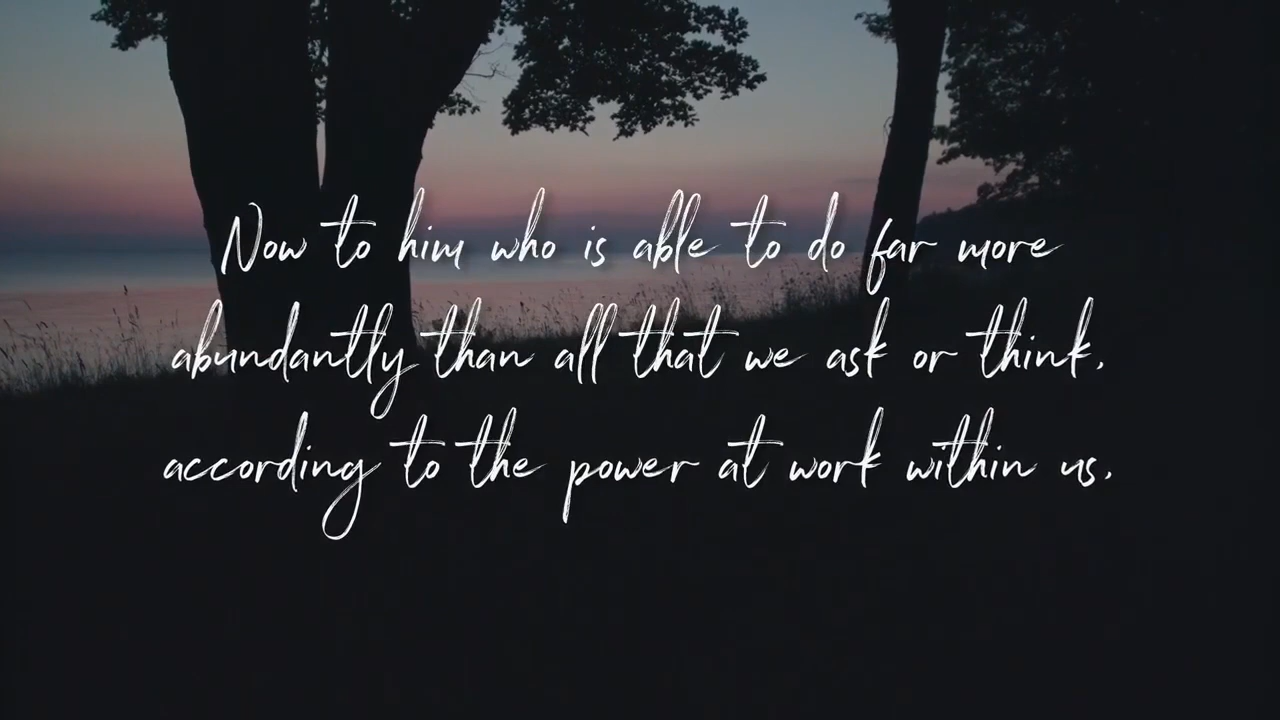 Now to him who is able to do far more
abundantly than all that we ask or think,
according to the power at work within us,